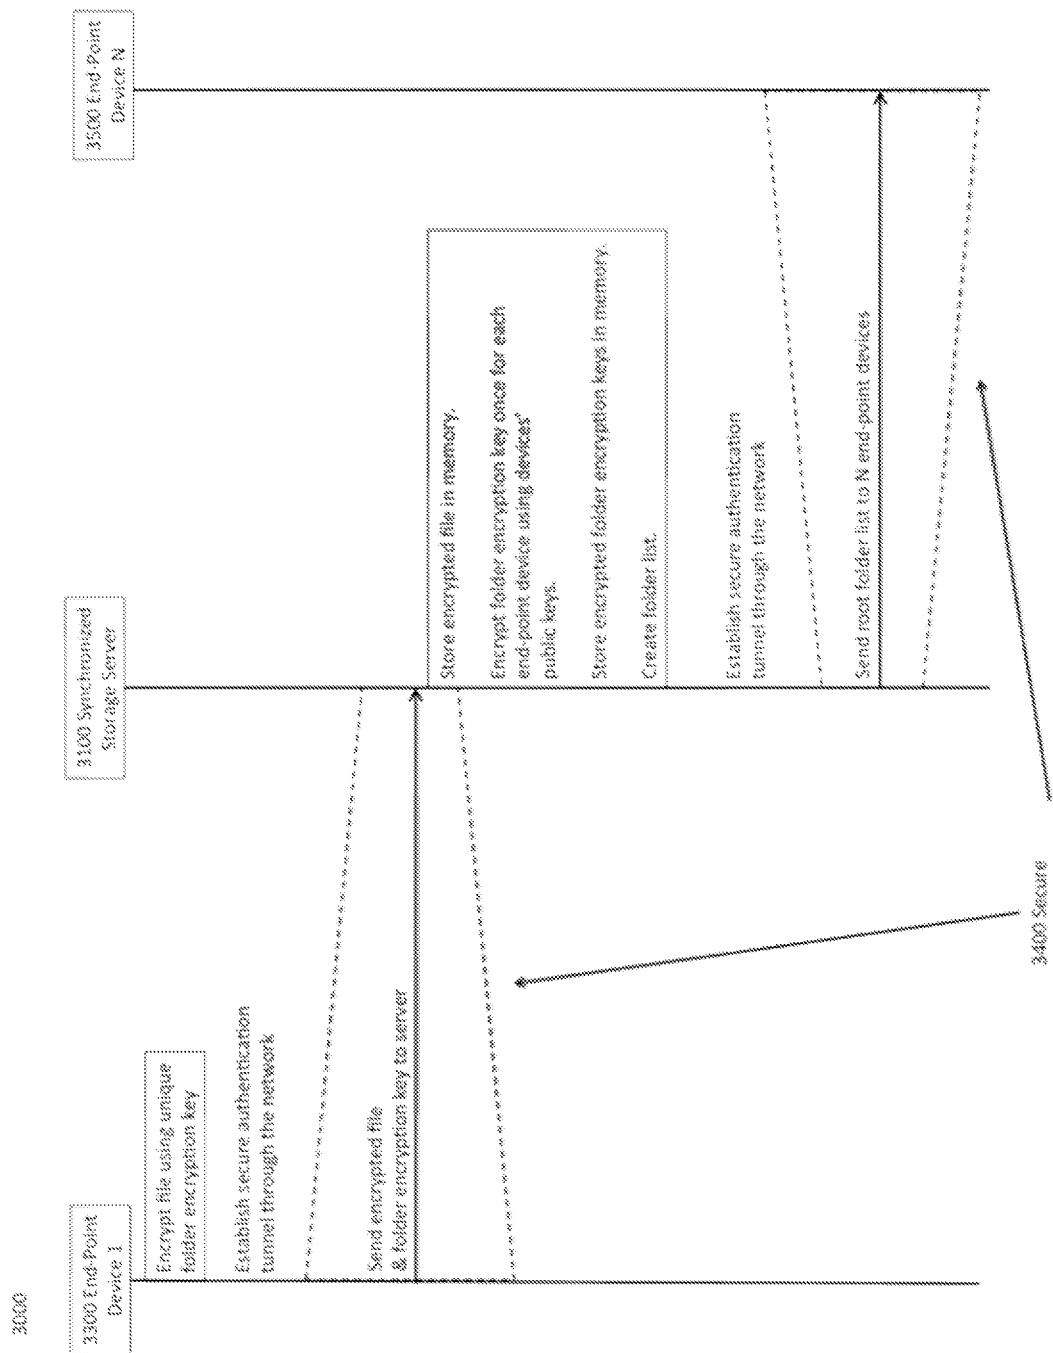 3000
3300 End-Point
Device 1
3100 Synchronized
Storage Server
3500 End-Point
Device N
Encrypt file using unique
folder encryption key
Establish secure authentication
tunnel through the network
Send encrypted file
& folder encryption key to server
Store encrypted file in memory.
Encrypt folder encryption key once for each
end-point device using devices'
public keys.
Store encrypted folder encryption keys in memory.
Create folder list.
Establish secure authentication
tunnel through the network
Send root folder list to N end-point devices
3400 Secure